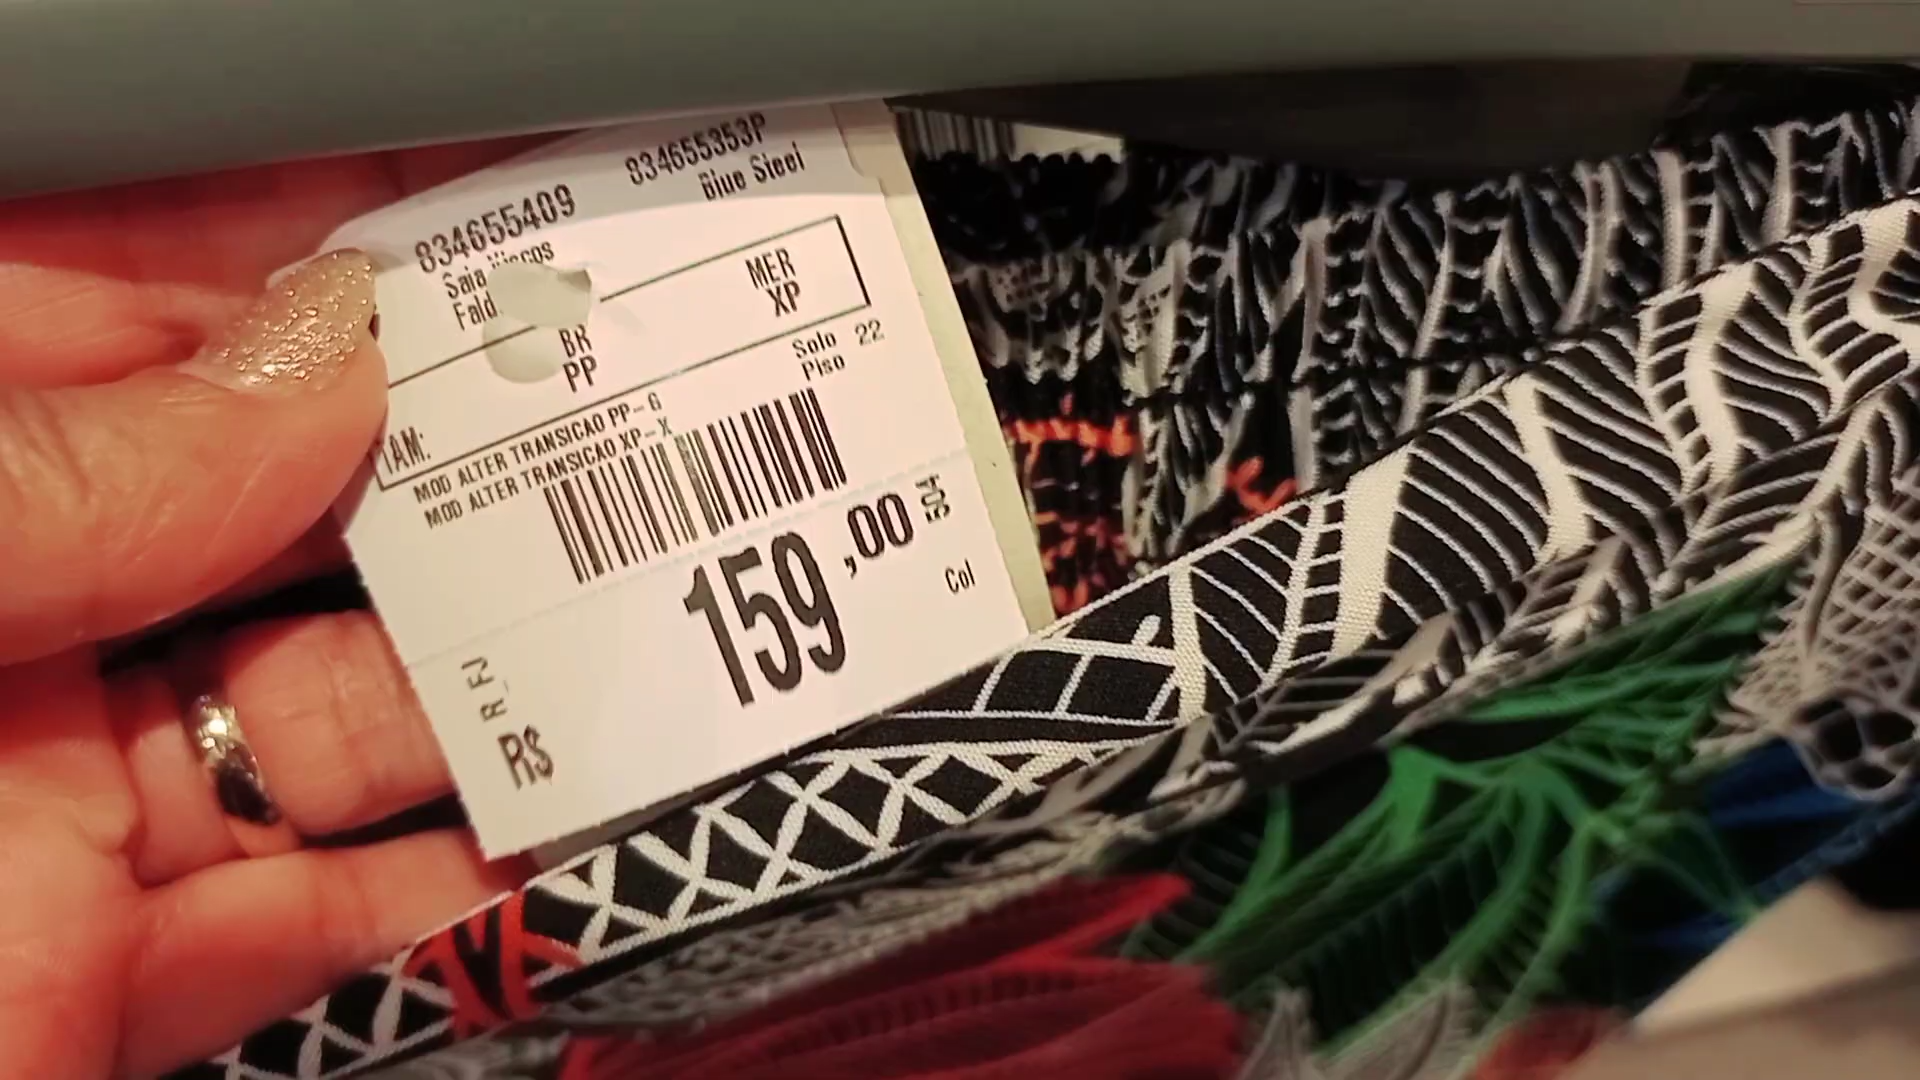 834655409 834655353P
Saia Viscos Blue Steel
Fald
BR MER
TAM: PP XP
MOD ALTER TRANSICAO PP-G
MOD ALTER TRANSICAO XP-X
Solo 22
Piso
R$ 159,00
R_FJ
504
Col